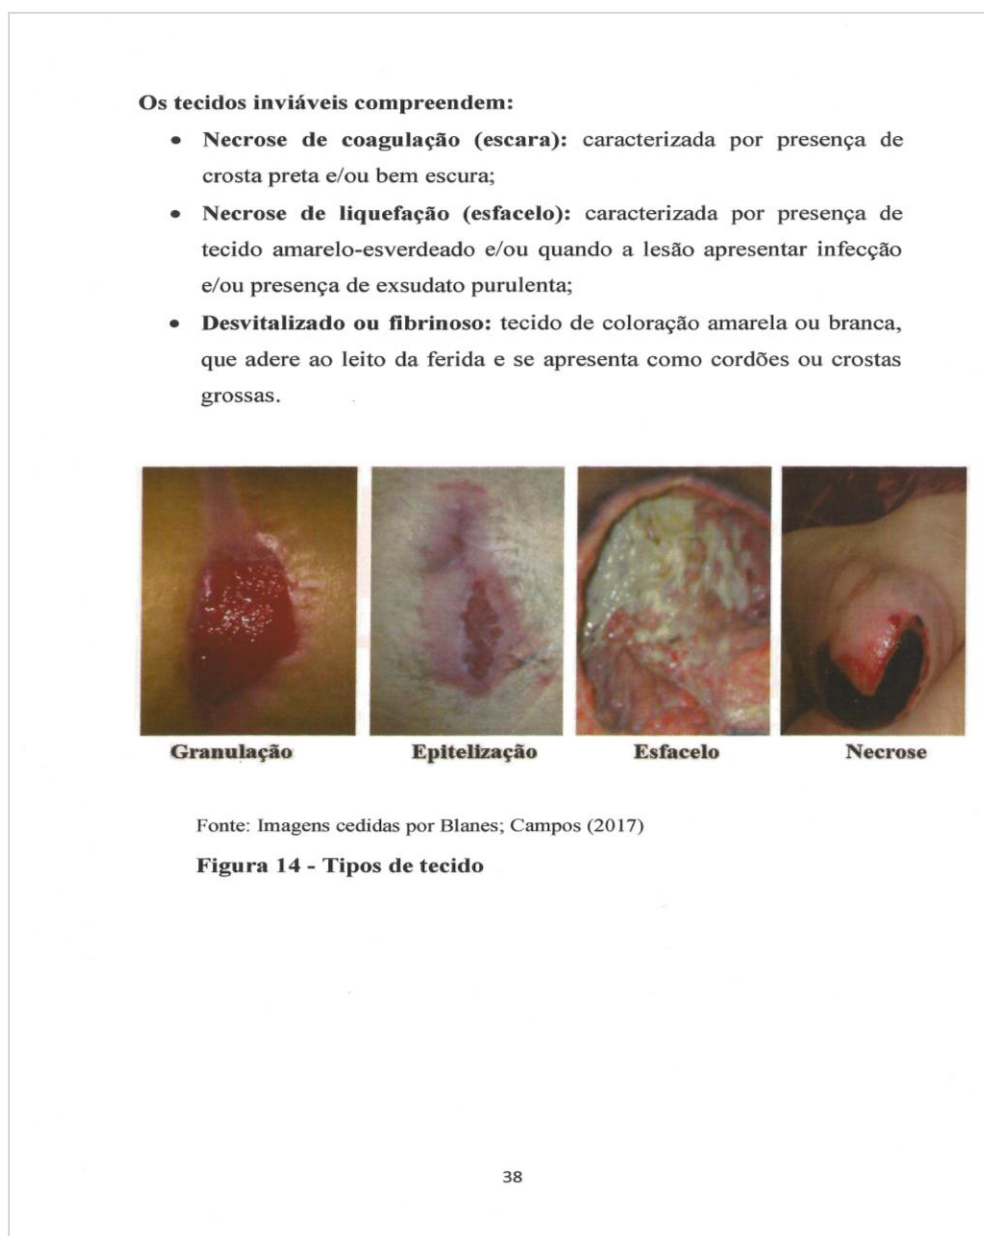 Os tecidos inviáveis compreendem:
• Necrose de coagulação (escara): caracterizada por presença de
crosta preta e/ou bem escura;
• Necrose de liquefação (esfacelo): caracterizada por presença de
tecido amarelo-esverdeado e/ou quando a lesão apresentar infecção
e/ou presença de exsudato purulenta;
• Desvitalizado ou fibrinoso: tecido de coloração amarela ou branca,
que adere ao leito da ferida e se apresenta como cordões ou crostas
grossas.
Granulação Epitelização Esfacelo Necrose
Fonte: Imagens cedidas por Blanes; Campos (2017)
Figura 14 - Tipos de tecido
38